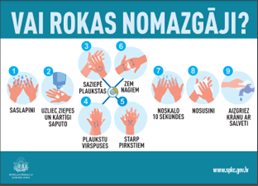 VAI ROKAS NOMAZGĀJI?
1
SASLAPINI
2
UZLIEC ZIEPES
UN KĀRTĪGI
SAPUTO
3
SAZIEPĒ
PLAUKSTAS
6
ZEM
NAGIEM
4
PLAUKSTU
VIRSPUSES
5
STARP
PIRKSTIEM
7
NOSKALO
10 SEKUNDES
8
NOSUSINI
9
AIZGRIEZ
KRĀNU AR
SALVETI
www.spkc.gov.lv